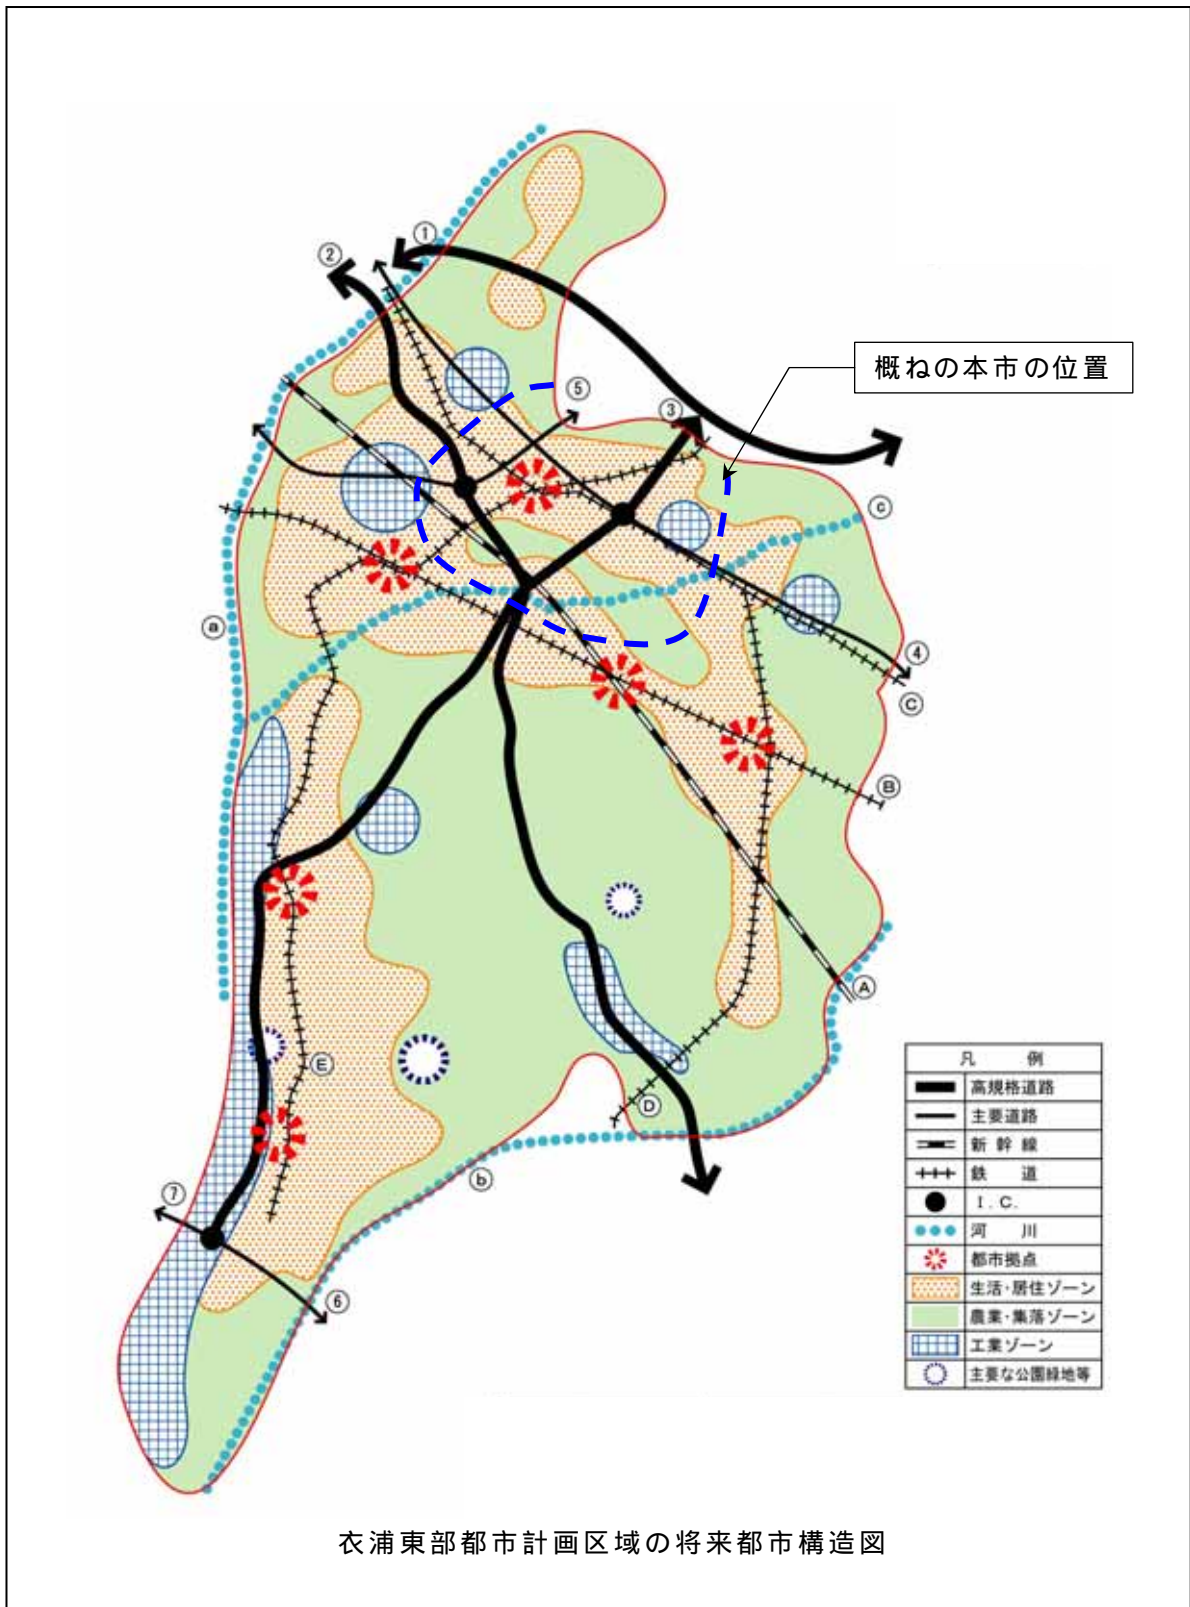 ①
②
概ねの本市の位置
③
⑤
ⓒ
ⓐ
④
Ⓒ
Ⓑ
Ⓐ
Ⓔ
Ⓓ
ⓑ
⑦
⑥
凡 例
高規格道路
主要道路
新幹線
鉄 道
I.C.
河 川
都市拠点
生活・居住ゾーン
農業・集落ゾーン
工業ゾーン
主要な公園緑地等
衣浦東部都市計画区域の将来都市構造図